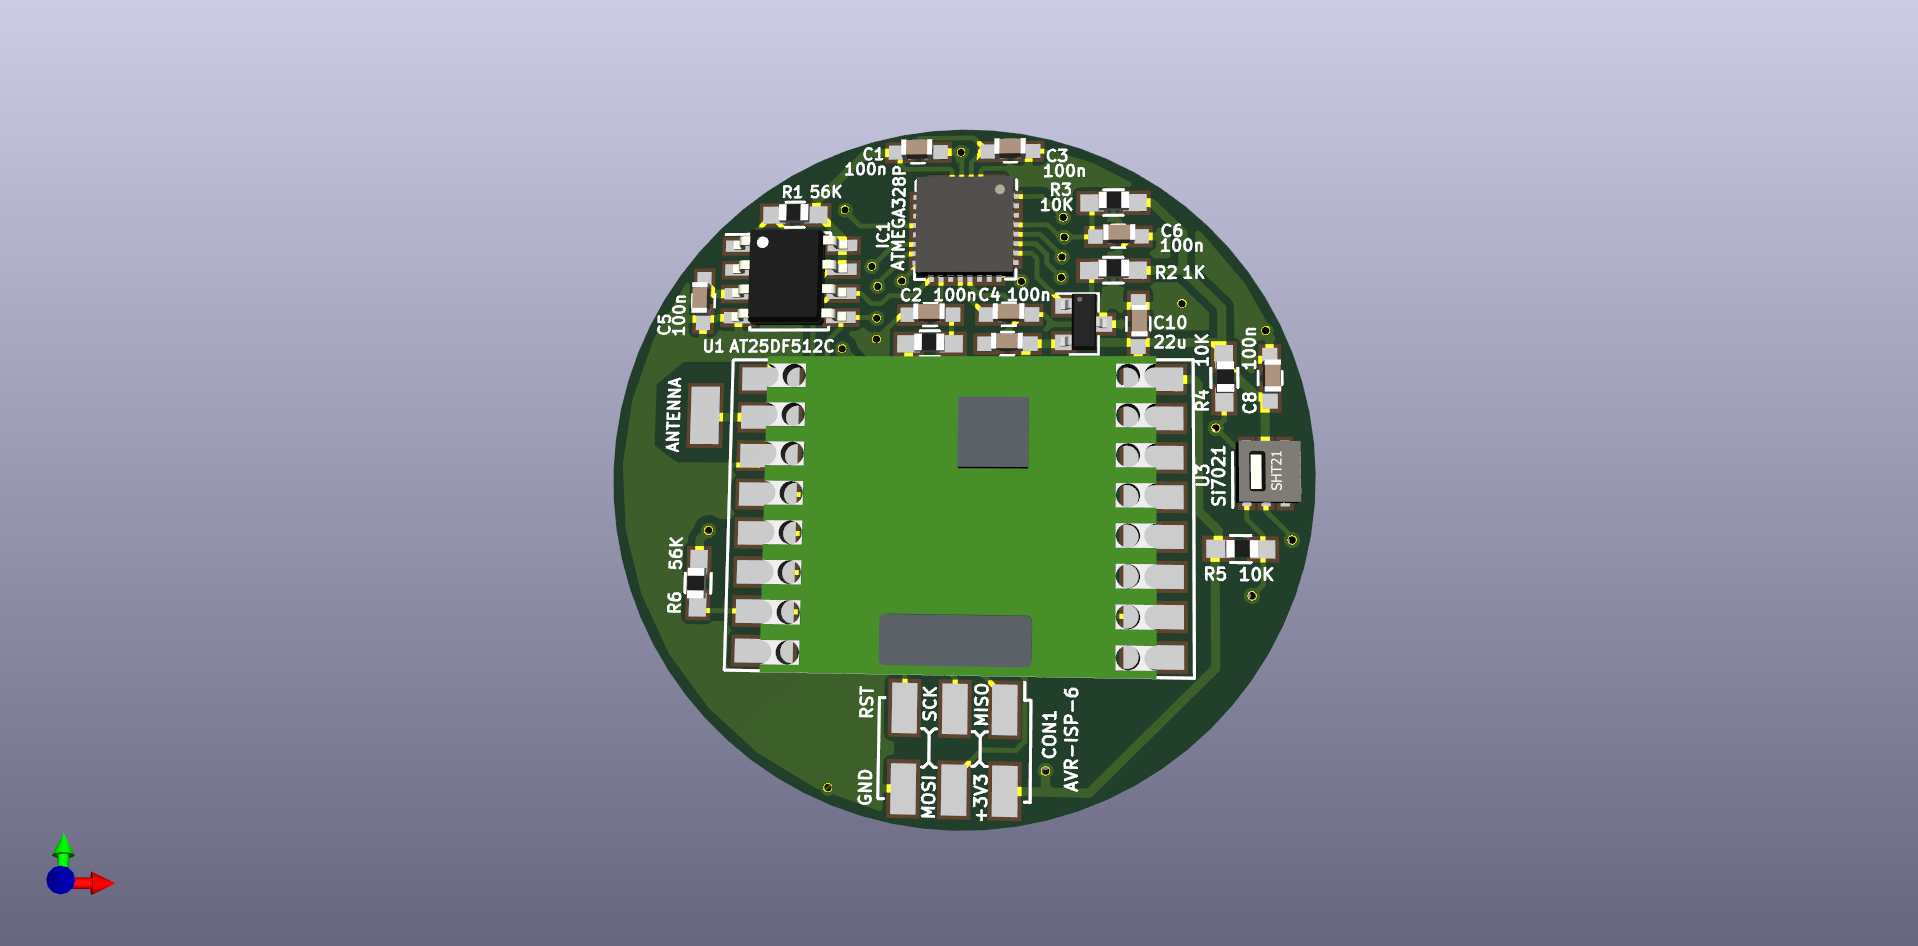 C1
100n
C3
100n
R1 56K
IC1
ATMEGA328P
R3
10K
C6
100n
R2 1K
C5
100n
C2 100n
C4 100n
C10
22u
U1 AT25DF512C
R4
10K
C8
100n
ANTENNA
U3
Si7021
SHT21
R6
56K
R5 10K
RST
SCK
MISO
GND
MOSI
+3V3
CON1
AVR-ISP-6